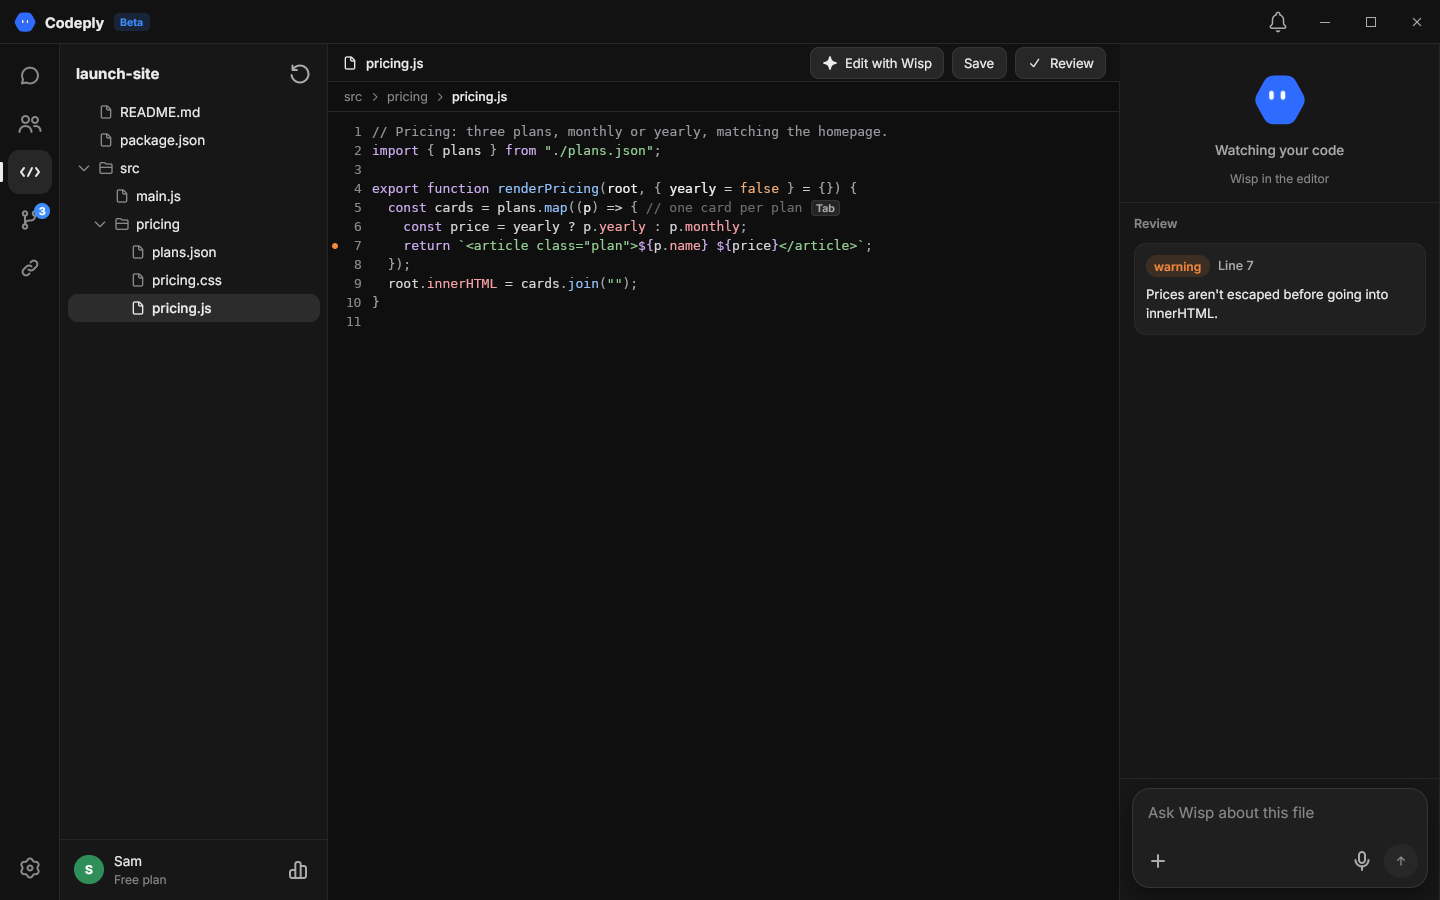 Codeply Beta
3
launch-site
README.md
package.json
src
main.js
pricing
plans.json
pricing.css
pricing.js
S
Sam
Free plan
pricing.js
Edit with Wisp
Save
Review
src > pricing > pricing.js
1 // Pricing: three plans, monthly or yearly, matching the homepage.
2 import { plans } from "./plans.json";
3
4 export function renderPricing(root, { yearly = false } = {}) {
5   const cards = plans.map((p) => { // one card per plan Tab
6     const price = yearly ? p.yearly : p.monthly;
7     return `<article class="plan">${p.name} ${price}</article>`;
8   });
9   root.innerHTML = cards.join("");
10 }
11
Watching your code
Wisp in the editor
Review
warning Line 7
Prices aren't escaped before going into
innerHTML.
Ask Wisp about this file